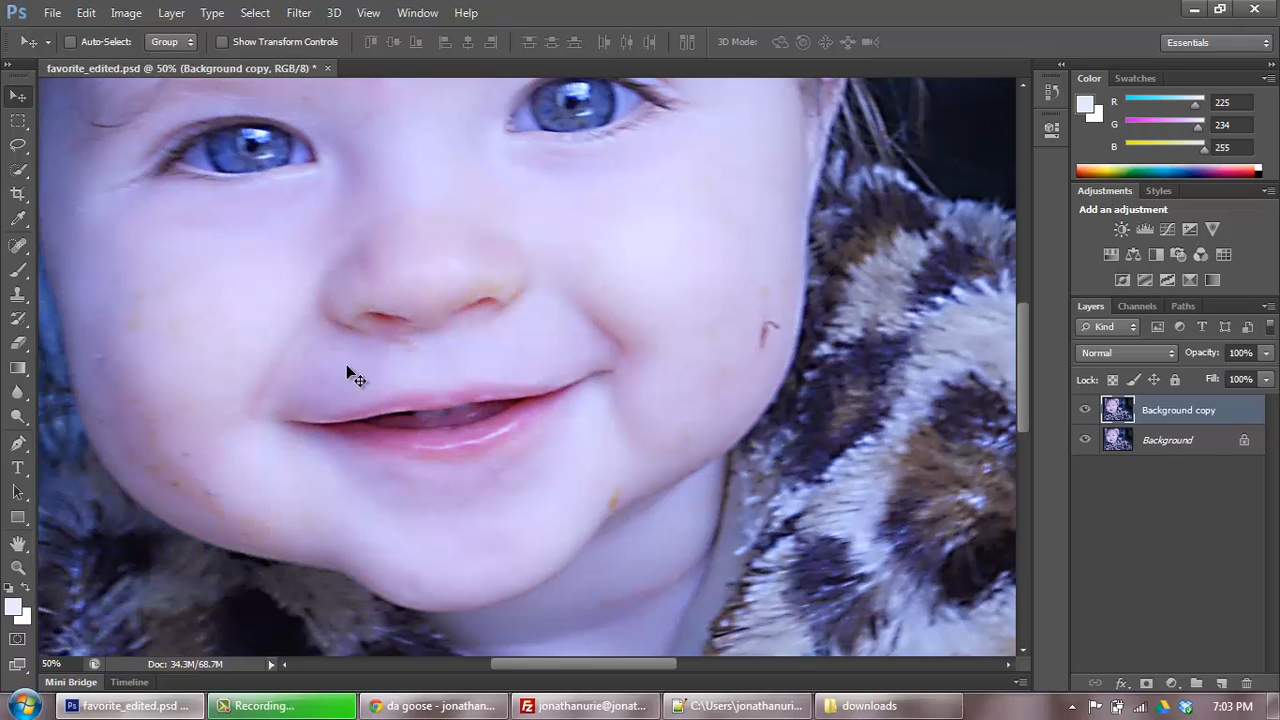 Ps File Edit Image Layer Type Select Filter 3D View Window Help
Auto-Select: Group Show Transform Controls 3D Mode: Essentials
favorite_edited.psd @ 50% (Background copy, RGB/8) * ×
Color Swatches
R 225
G 234
B 255
Adjustments Styles
Add an adjustment
Layers Channels Paths
Kind
Normal Opacity: 100%
Lock: Fill: 100%
Background copy
Background
50% Doc: 34.3M/68.7M
Mini Bridge Timeline
Ps favorite_edited.psd ... Recording... da goose - jonathan... jonathanurie@jonat... C:\Users\jonathanuri... downloads 7:03 PM